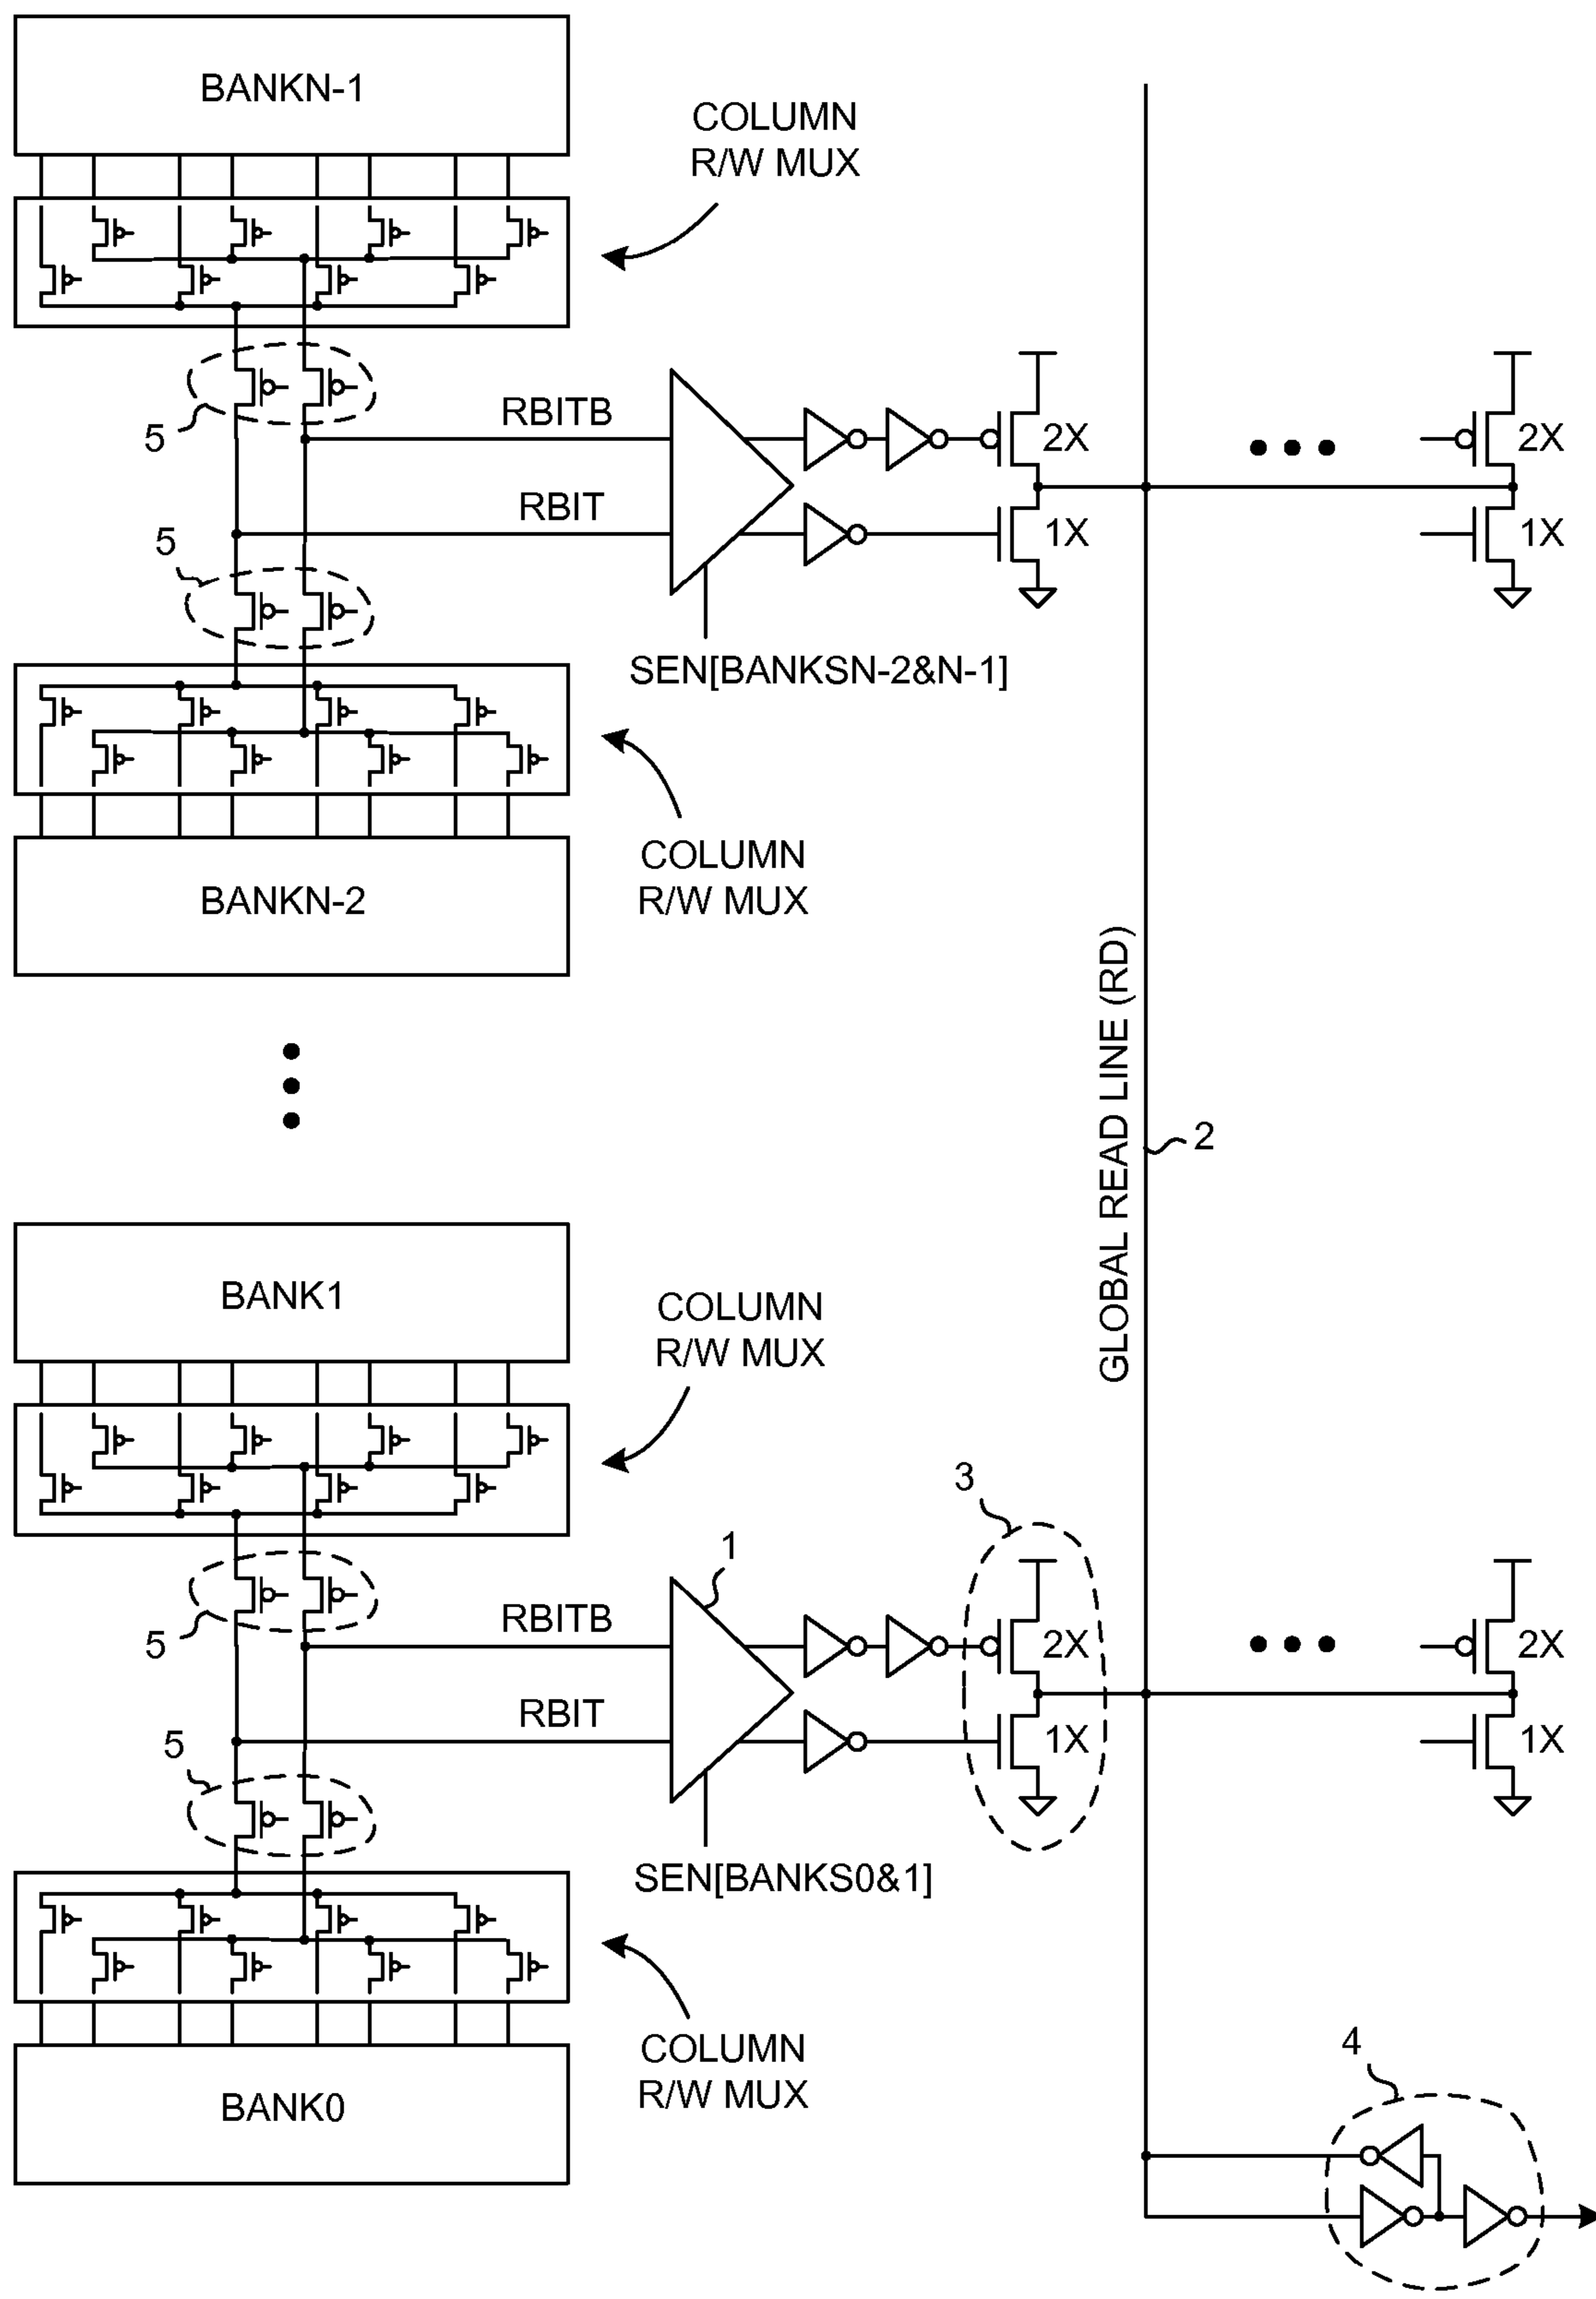 BANKN-1
COLUMN
R/W MUX
5
RBITB
2X
2X
RBIT
1X
1X
5
SEN[BANKSN-2&N-1]
COLUMN
R/W MUX
BANKN-2
GLOBAL READ LINE (RD)
2
BANK1
COLUMN
R/W MUX
3
1
5
RBITB
2X
2X
RBIT
1X
1X
5
SEN[BANKS0&1]
COLUMN
R/W MUX
BANK0
4